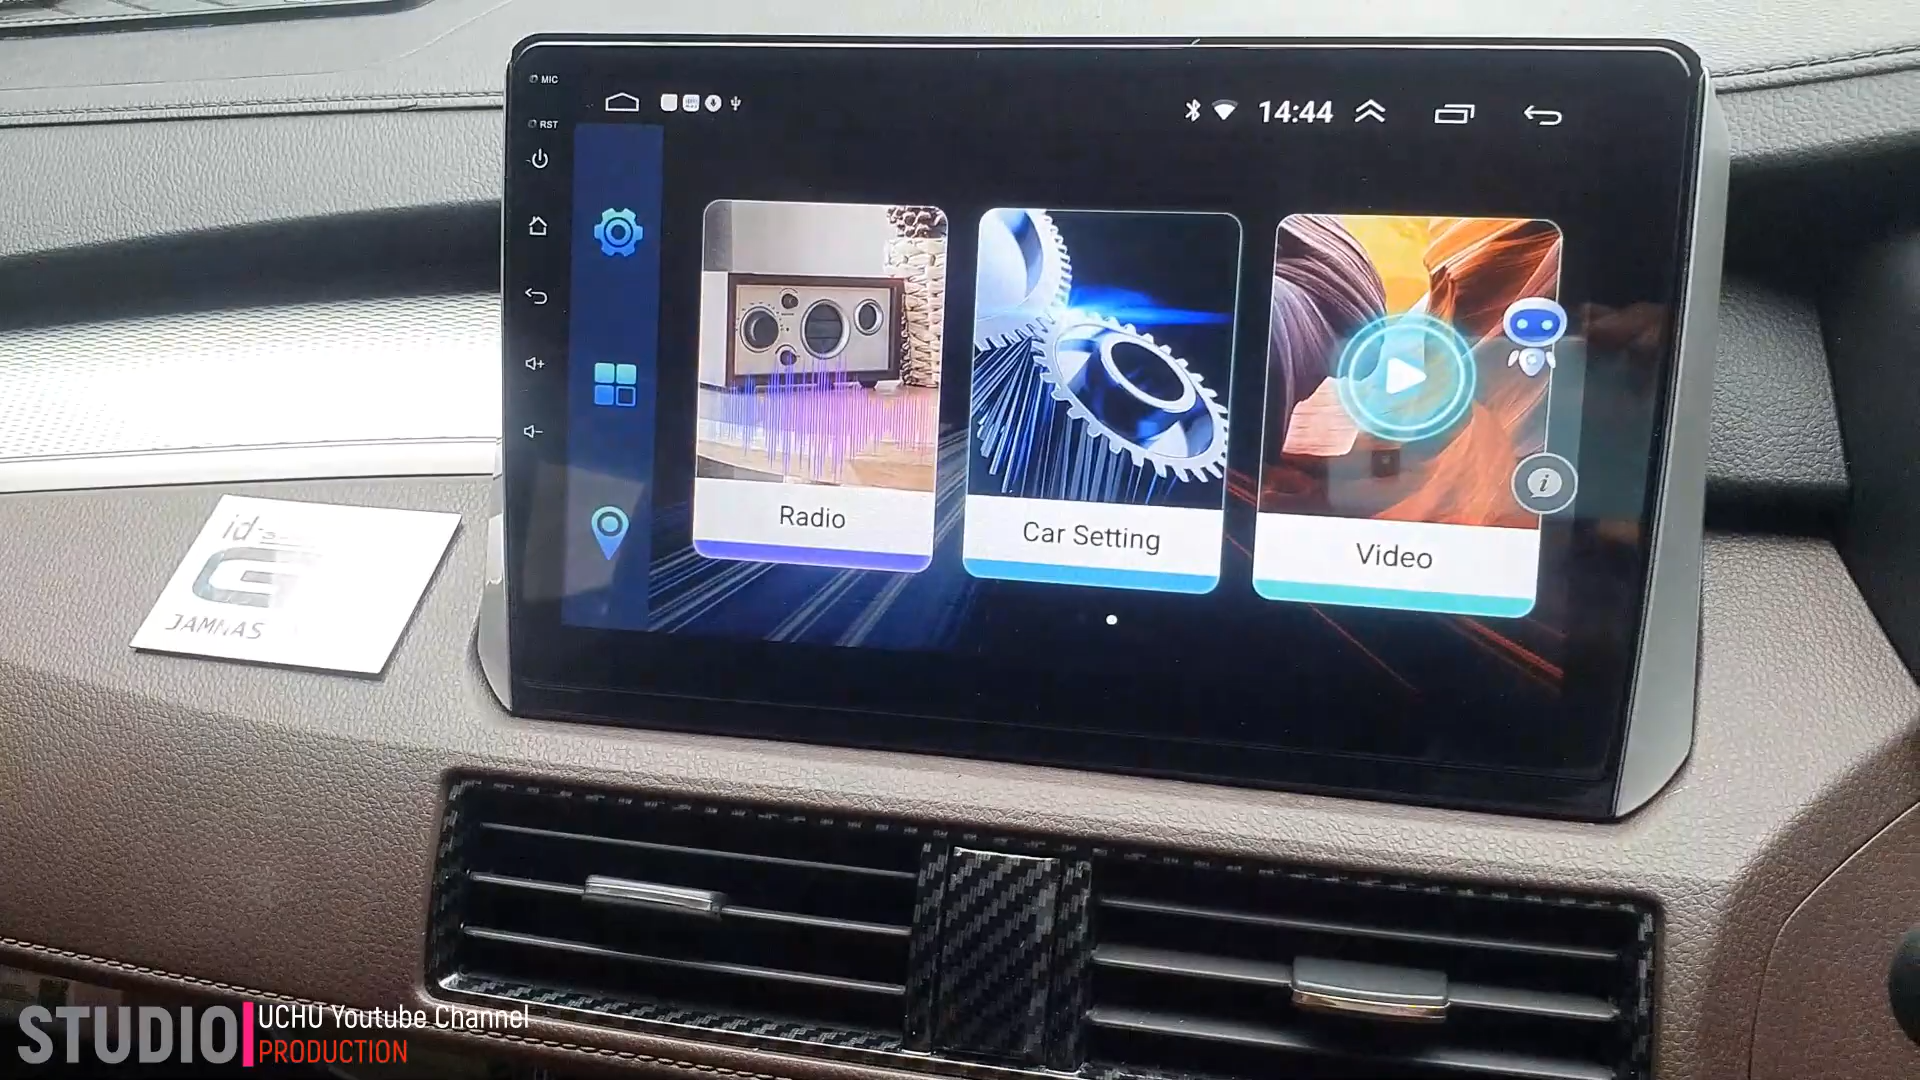 MIC
RST
14:44
Radio
Car Setting
Video
id
JAMNAS
STUDIO
UCHU Youtube Channel
PRODUCTION